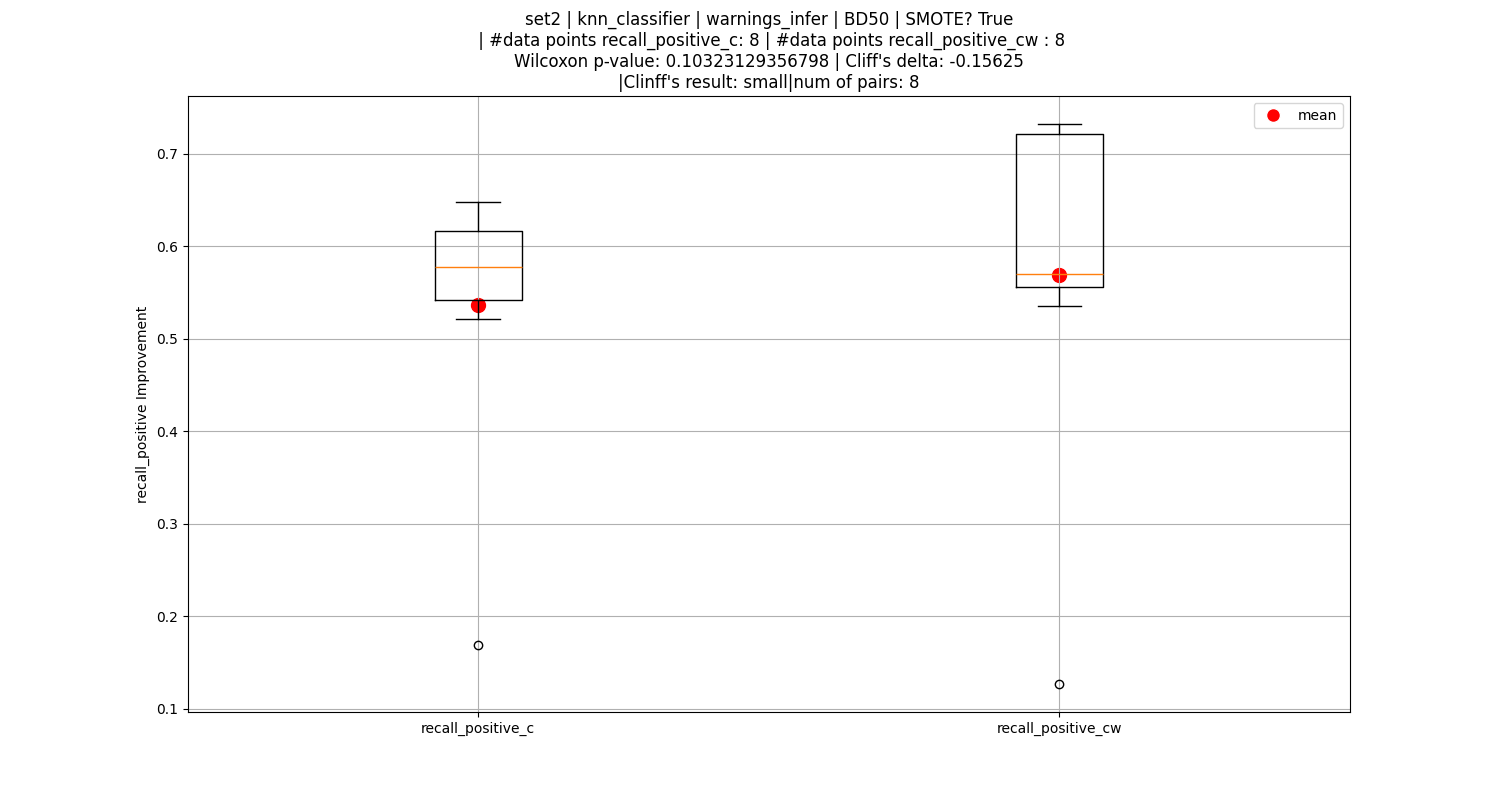 set2 | knn_classifier | warnings_infer | BD50 | SMOTE? True
| #data points recall_positive_c: 8 | #data points recall_positive_cw : 8
Wilcoxon p-value: 0.10323129356798 | Cliff's delta: -0.15625
|Clinff's result: small|num of pairs: 8
mean
0.7
0.6
0.5
0.4
0.3
0.2
0.1
recall_positive Improvement
recall_positive_c
recall_positive_cw